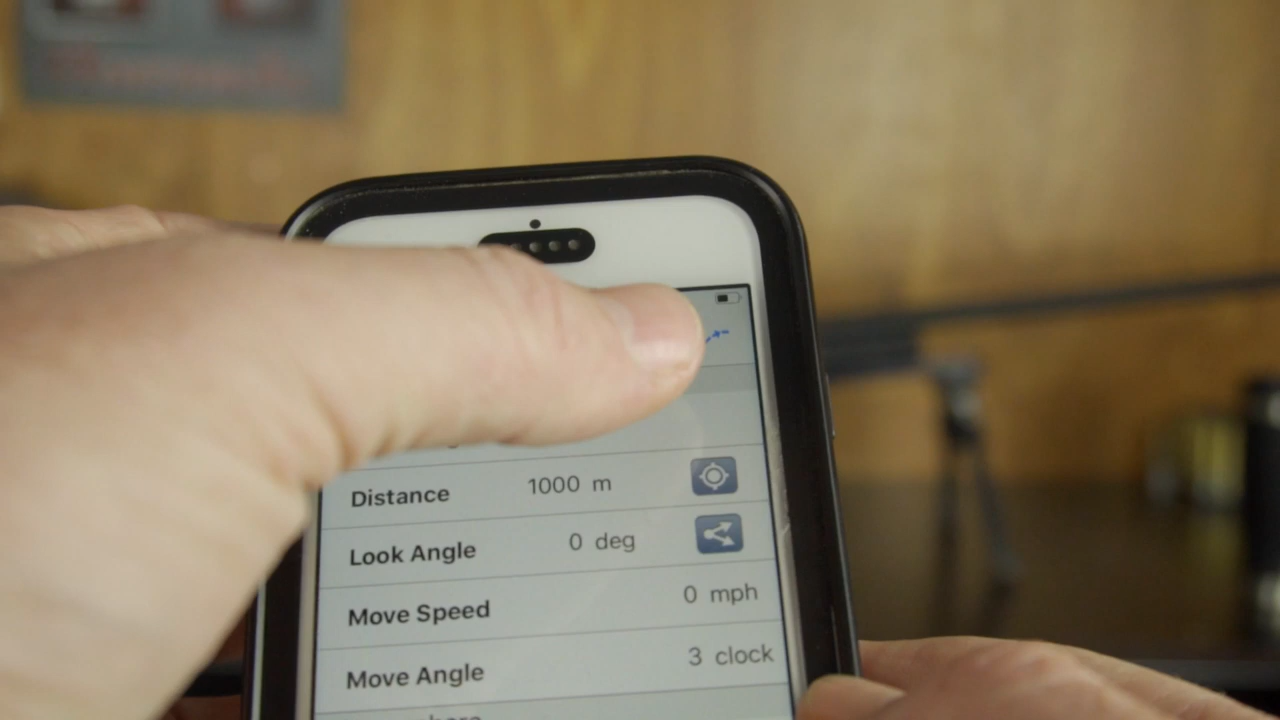 Distance 1000 m
Look Angle 0 deg
Move Speed 0 mph
Move Angle 3 clock